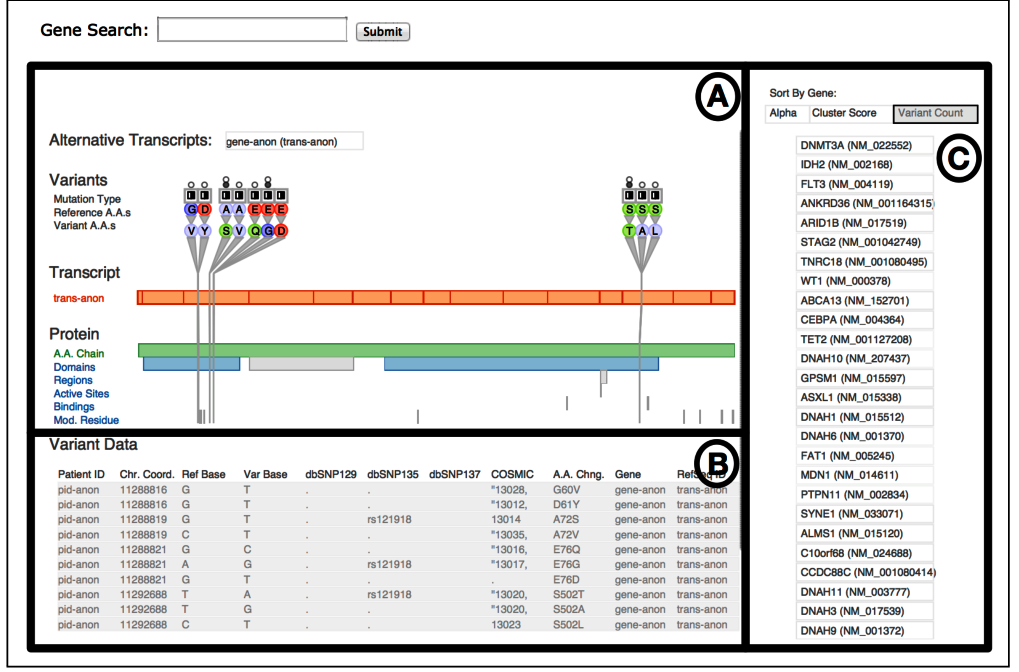 Gene Search: Submit
A
Alternative Transcripts: gene-anon (trans-anon)
Variants
Mutation Type
Reference A.A.s
Variant A.A.s
G D A A E E E S S S
V Y S V Q G D T A L
Transcript
trans-anon
Protein
A.A. Chain
Domains
Regions
Active Sites
Bindings
Mod. Residue
B
Variant Data
Patient ID Chr. Coord. Ref Base Var Base dbSNP129 dbSNP135 dbSNP137 COSMIC A.A. Chng. Gene RefSeq ID
pid-anon 11288816 G T . . "13028, G60V gene-anon trans-anon
pid-anon 11288816 G T . . "13012, D61Y gene-anon trans-anon
pid-anon 11288819 G T . rs121918 13014 A72S gene-anon trans-anon
pid-anon 11288819 C T . . "13035, A72V gene-anon trans-anon
pid-anon 11288821 G C . . "13016, E76Q gene-anon trans-anon
pid-anon 11288821 A G . rs121918 "13017, E76G gene-anon trans-anon
pid-anon 11288821 G T . . . E76D gene-anon trans-anon
pid-anon 11292688 T A . rs121918 "13020, S502T gene-anon trans-anon
pid-anon 11292688 T G . . "13020, S502A gene-anon trans-anon
pid-anon 11292688 C T . . 13023 S502L gene-anon trans-anon
Sort By Gene:
Alpha Cluster Score Variant Count
C
DNMT3A (NM_022552)
IDH2 (NM_002168)
FLT3 (NM_004119)
ANKRD36 (NM_001164315)
ARID1B (NM_017519)
STAG2 (NM_001042749)
TNRC18 (NM_001080495)
WT1 (NM_000378)
ABCA13 (NM_152701)
CEBPA (NM_004364)
TET2 (NM_001127208)
DNAH10 (NM_207437)
GPSM1 (NM_015597)
ASXL1 (NM_015338)
DNAH1 (NM_015512)
DNAH6 (NM_001370)
FAT1 (NM_005245)
MDN1 (NM_014611)
PTPN11 (NM_002834)
SYNE1 (NM_033071)
ALMS1 (NM_015120)
C10orf68 (NM_024688)
CCDC88C (NM_001080414)
DNAH11 (NM_003777)
DNAH3 (NM_017539)
DNAH9 (NM_001372)